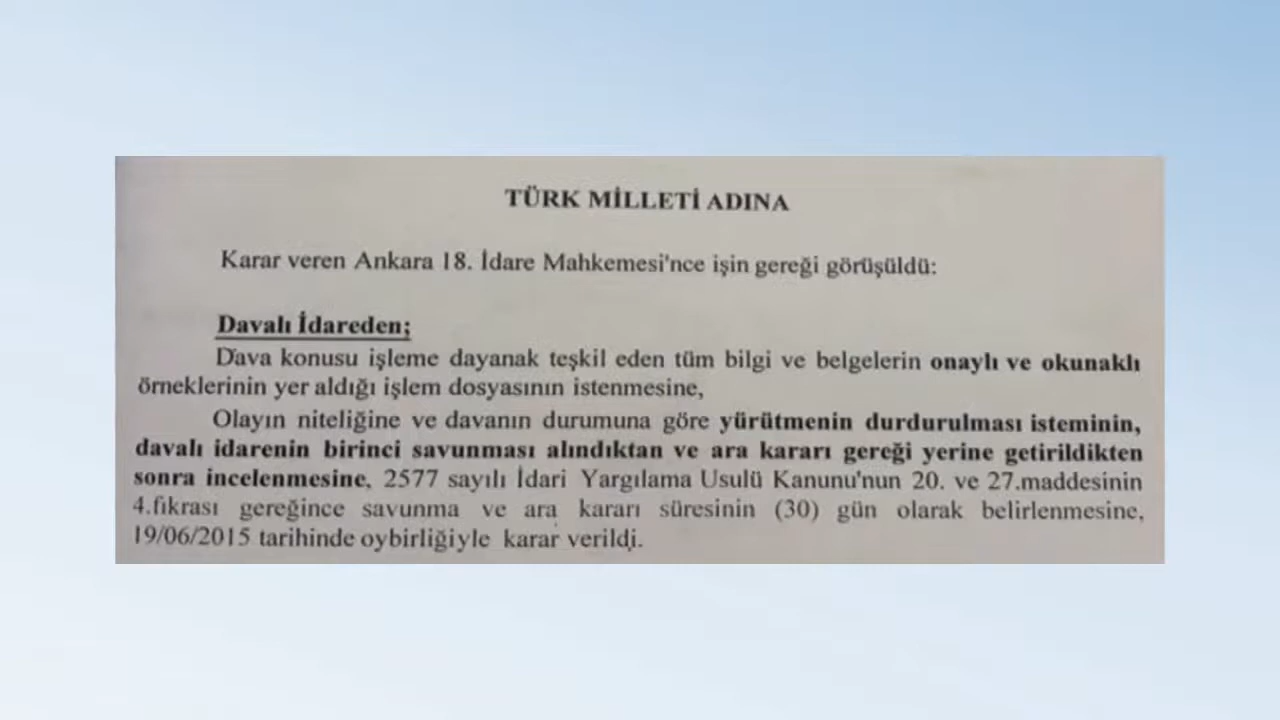 TÜRK MİLLETİ ADINA
Karar veren Ankara 18. İdare Mahkemesi'nce işin gereği görüşüldü:
Davalı İdareden;
Dava konusu işleme dayanak teşkil eden tüm bilgi ve belgelerin onaylı ve okunaklı
örneklerinin yer aldığı işlem dosyasının istenmesine,
Olayın niteliğine ve davanın durumuna göre yürütmenin durdurulması isteminin,
davalı idarenin birinci savunması alındıktan ve ara kararı gereği yerine getirildikten
sonra incelenmesine, 2577 sayılı İdari Yargılama Usulü Kanunu'nun 20. ve 27.maddesinin
4.fıkrası gereğince savunma ve ara kararı süresinin (30) gün olarak belirlenmesine,
19/06/2015 tarihinde oybirliğiyle karar verildi.